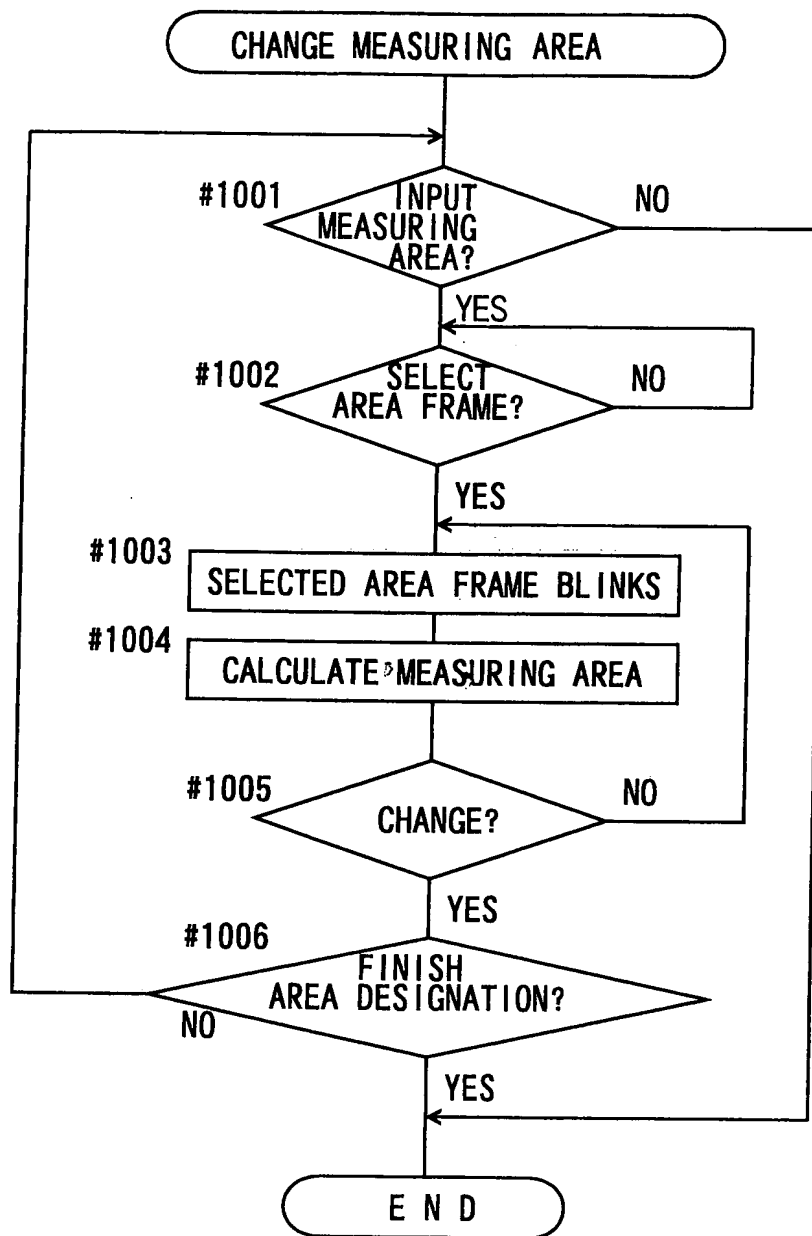 CHANGE MEASURING AREA
#1001
INPUT
MEASURING
AREA?
NO
YES
#1002
SELECT
AREA FRAME?
NO
YES
#1003
SELECTED AREA FRAME BLINKS
#1004
CALCULATE MEASURING AREA
#1005
CHANGE?
NO
YES
#1006
FINISH
AREA DESIGNATION?
NO
YES
END